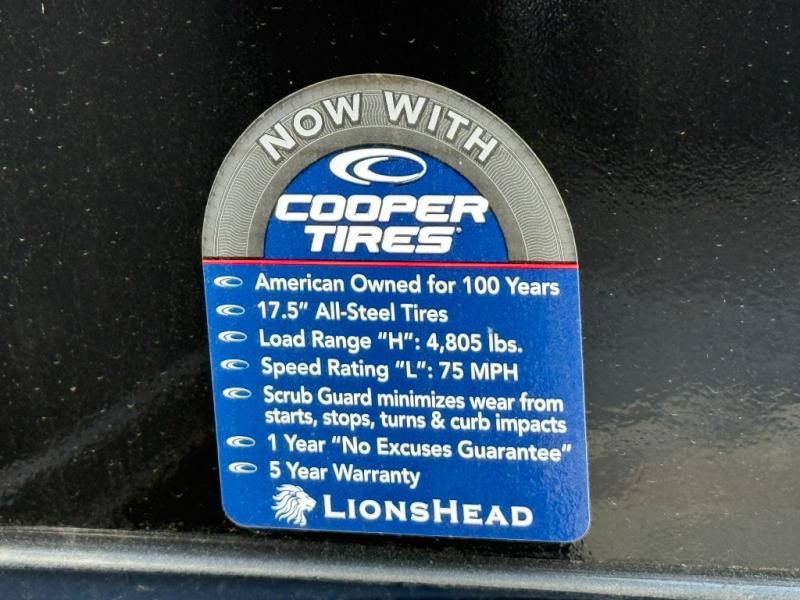 NOW WITH
COOPER
TIRES®
American Owned for 100 Years
17.5" All-Steel Tires
Load Range "H": 4,805 lbs.
Speed Rating "L": 75 MPH
Scrub Guard minimizes wear from
starts, stops, turns & curb impacts
1 Year "No Excuses Guarantee"
5 Year Warranty
LIONSHEAD